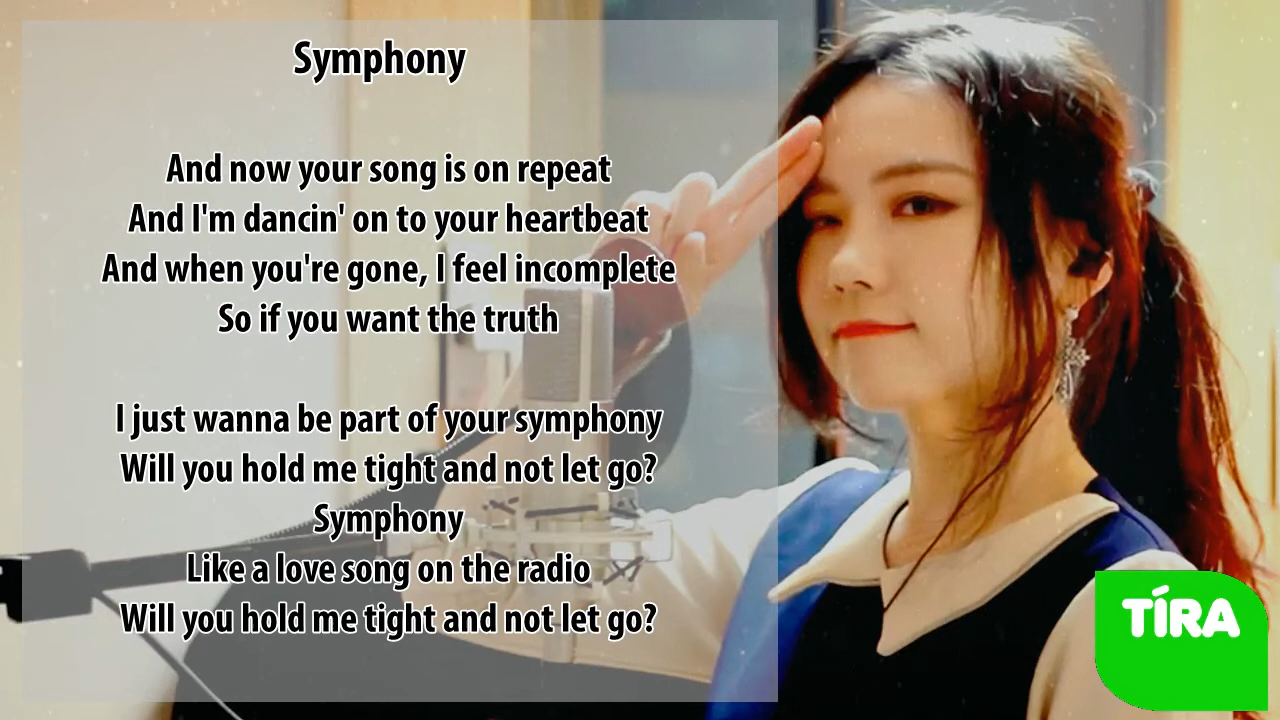 Symphony
And now your song is on repeat
And I'm dancin' on to your heartbeat
And when you're gone, I feel incomplete
So if you want the truth
I just wanna be part of your symphony
Will you hold me tight and not let go?
Symphony
Like a love song on the radio
Will you hold me tight and not let go?
TÍRA